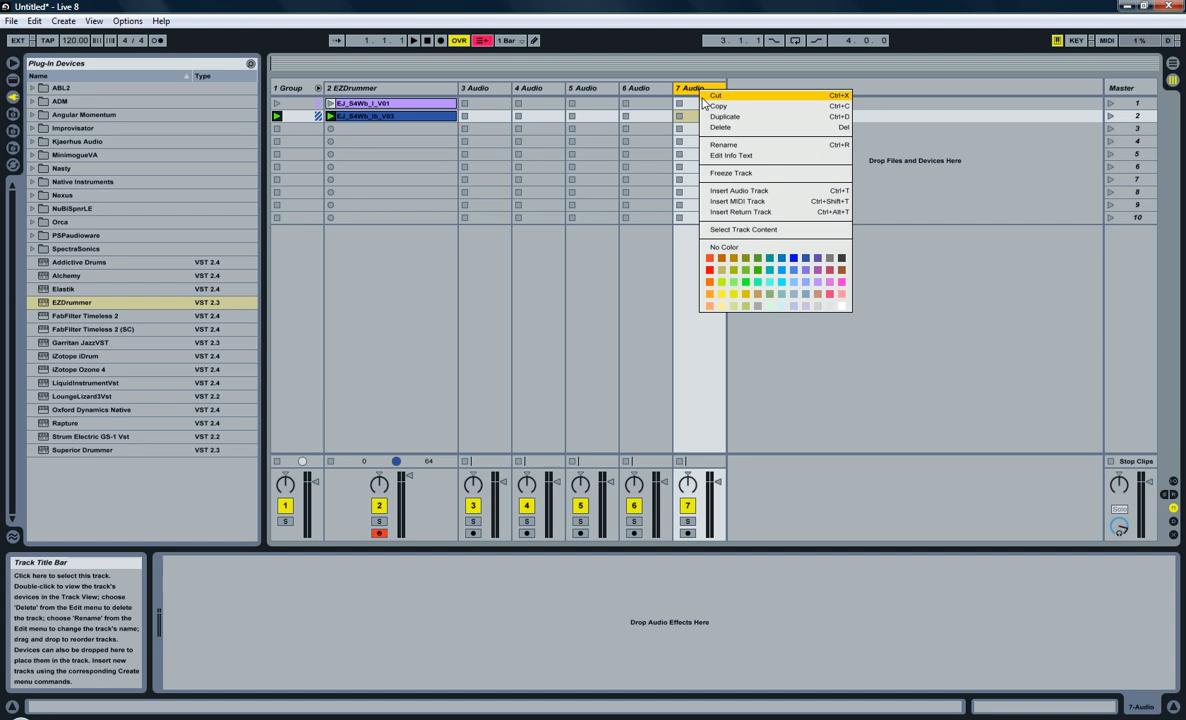 Untitled* - Live 8
File Edit Create View Options Help
EXT TAP 120.00 4 / 4 1. 1. 1 OVR 1 Bar 3. 1. 1 4. 0. 0 KEY MIDI 1 % D
Plug-In Devices
Name Type
ABL2
ADM
Angular Momentum
Improvisator
Kjaerhus Audio
MinimogueVA
Nasty
Native Instruments
Nexus
NuBiSpnrLE
Orca
PSPaudioware
SpectraSonics
Addictive Drums VST 2.4
Alchemy VST 2.4
Elastik VST 2.4
EZDrummer VST 2.3
FabFilter Timeless 2 VST 2.4
FabFilter Timeless 2 (SC) VST 2.4
Garritan JazzVST VST 2.3
iZotope iDrum VST 2.4
iZotope Ozone 4 VST 2.4
LiquidInstrumentVst VST 2.4
LoungeLizard3Vst VST 2.2
Oxford Dynamics Native VST 2.4
Rapture VST 2.4
Strum Electric GS-1 Vst VST 2.2
Superior Drummer VST 2.3
1 Group 2 EZDrummer 3 Audio 4 Audio 5 Audio 6 Audio 7 Audio Master
EJ_S4Wb_I_V01 1
EJ_S4Wb_Ib_V03 2
3
4
5
6
7
8
9
10
Cut Ctrl+X
Copy Ctrl+C
Duplicate Ctrl+D
Delete Del
Rename Ctrl+R
Edit Info Text
Freeze Track
Insert Audio Track Ctrl+T
Insert MIDI Track Ctrl+Shift+T
Insert Return Track Ctrl+Alt+T
Select Track Content
No Color
Drop Files and Devices Here
0 64 Stop Clips
1 2 3 4 5 6 7 Solo
S S S S S S S
Track Title Bar
Click here to select this track.
Double-click to view the track's
devices in the Track View; choose
'Delete' from the Edit menu to delete
the track; choose 'Rename' from the
Edit menu to change the track's name;
drag and drop to reorder tracks.
Devices can also be dropped here to
place them in the track. Insert new
tracks using the corresponding Create
menu commands.
Drop Audio Effects Here
7-Audio